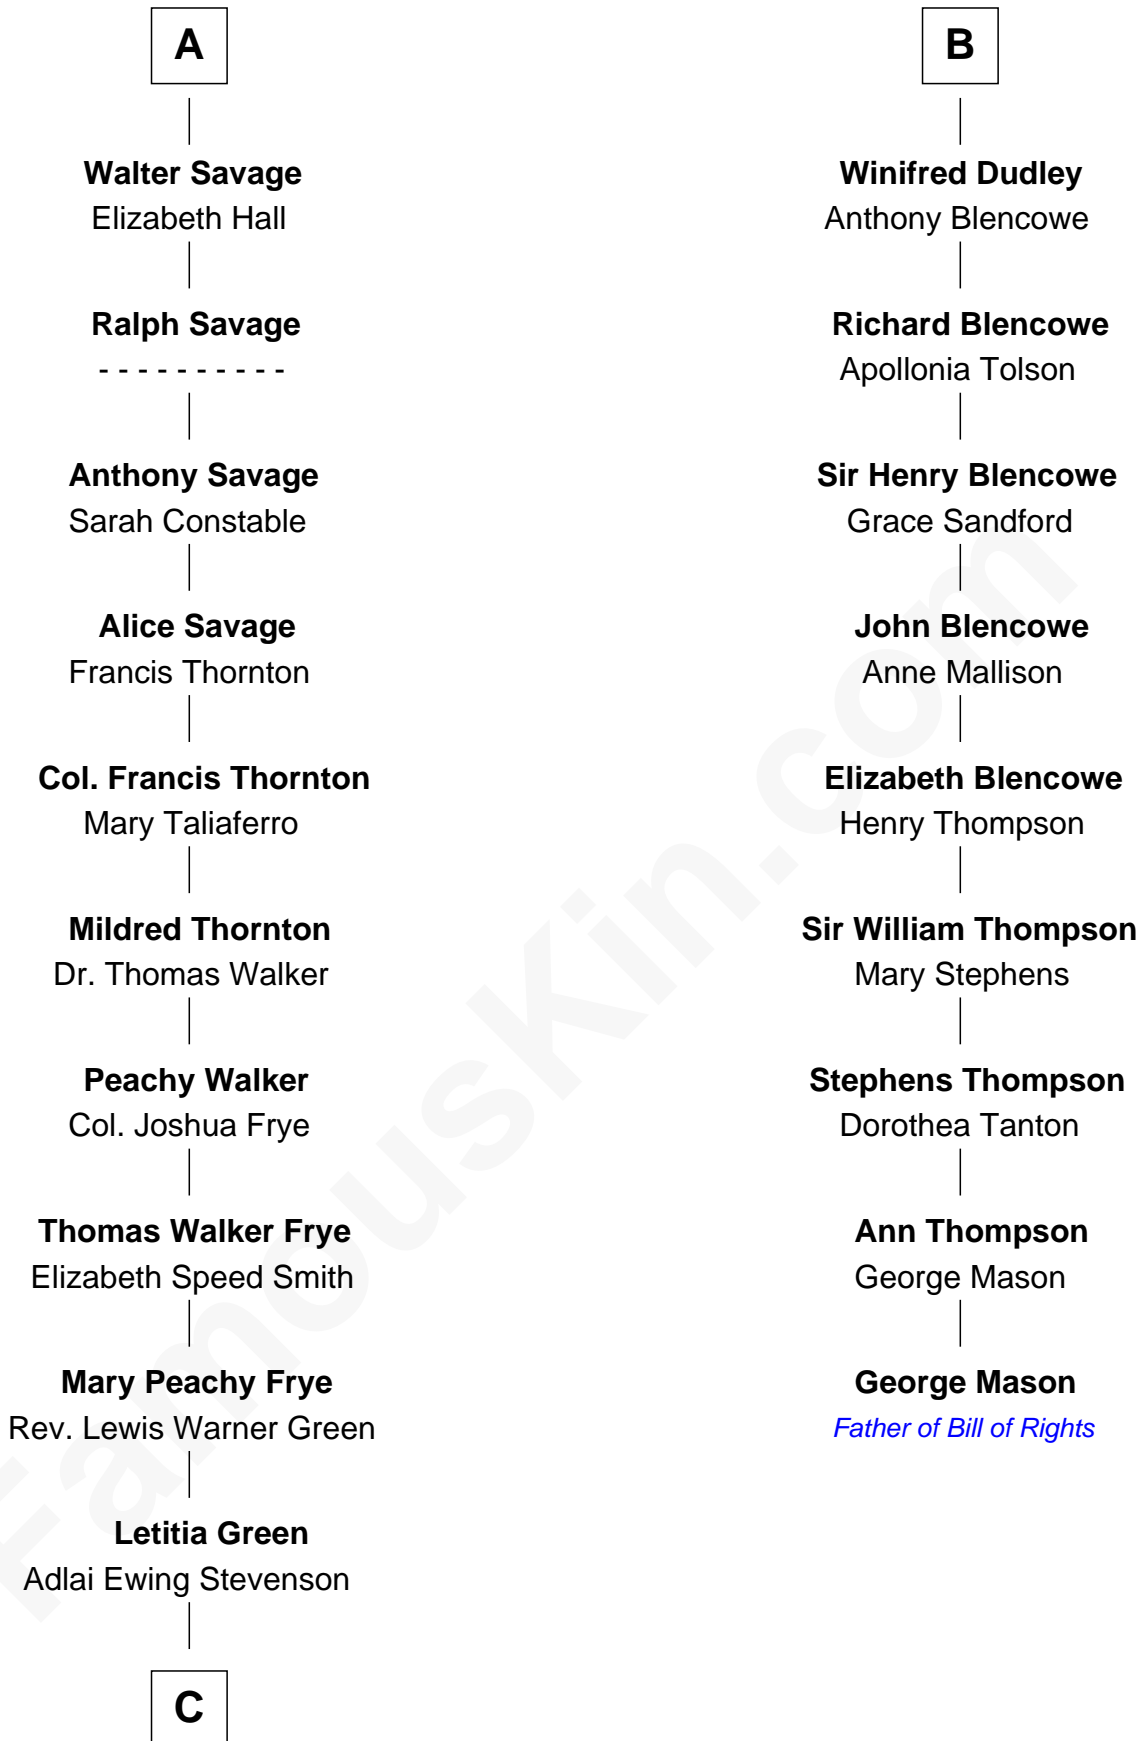 A
Walter Savage
Elizabeth Hall
Ralph Savage
- - - - - - - - - -
Anthony Savage
Sarah Constable
Alice Savage
Francis Thornton
Col. Francis Thornton
Mary Taliaferro
Mildred Thornton
Dr. Thomas Walker
Peachy Walker
Col. Joshua Frye
Thomas Walker Frye
Elizabeth Speed Smith
Mary Peachy Frye
Rev. Lewis Warner Green
Letitia Green
Adlai Ewing Stevenson
C
B
Winifred Dudley
Anthony Blencowe
Richard Blencowe
Apollonia Tolson
Sir Henry Blencowe
Grace Sandford
John Blencowe
Anne Mallison
Elizabeth Blencowe
Henry Thompson
Sir William Thompson
Mary Stephens
Stephens Thompson
Dorothea Tanton
Ann Thompson
George Mason
George Mason
Father of Bill of Rights
FamousKin.com